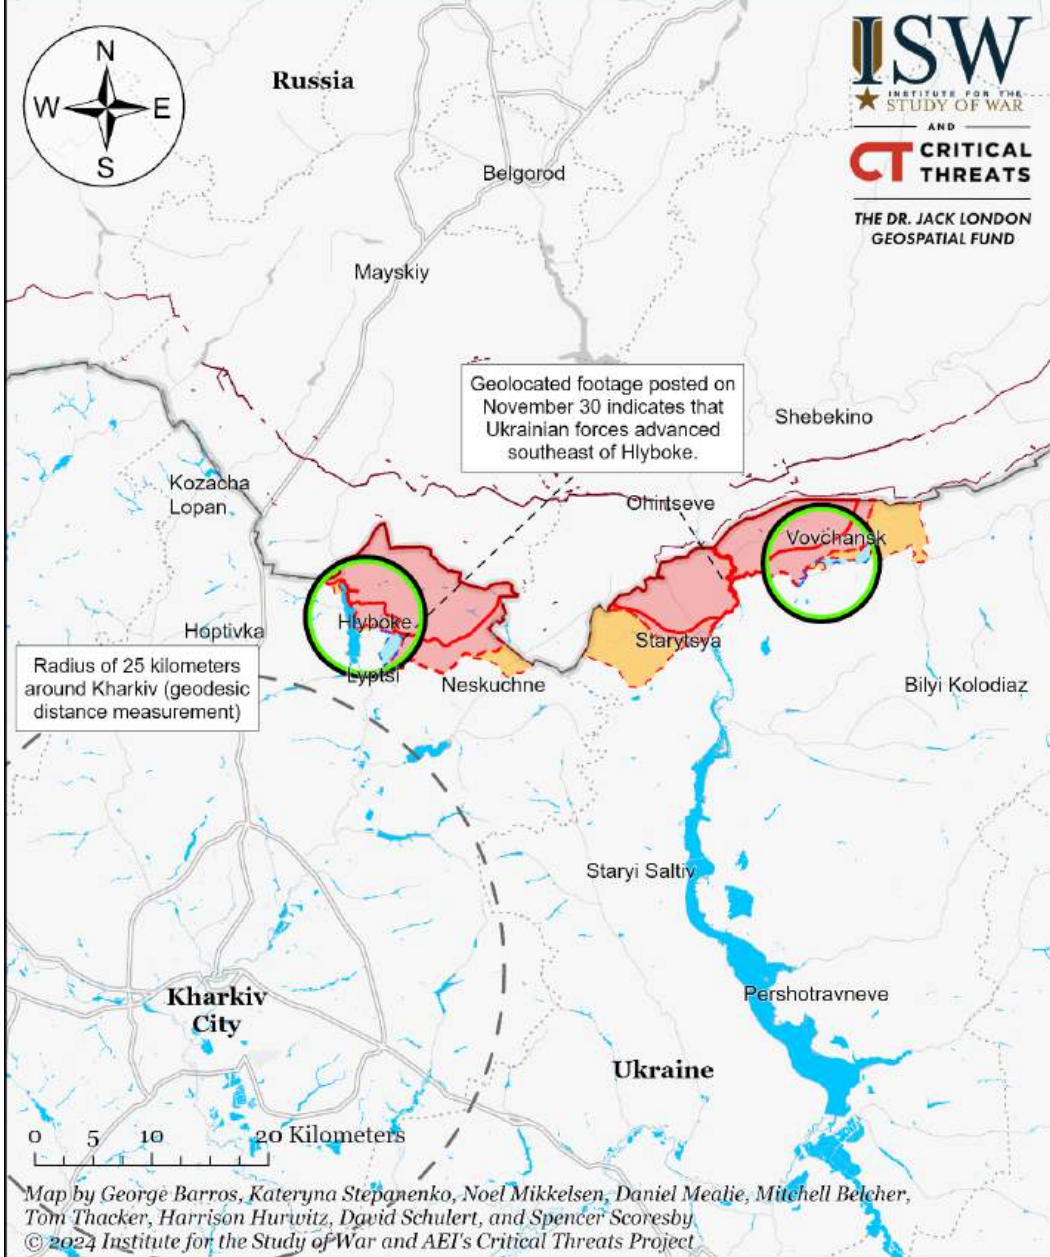 N
W
E
S
Russia
ISW
INSTITUTE FOR THE
STUDY OF WAR
AND
CT CRITICAL
THREATS
THE DR. JACK LONDON
GEOSPATIAL FUND
Belgorod
Mayskiy
Geolocated footage posted on
November 30 indicates that
Ukrainian forces advanced
southeast of Hlyboke.
Shebekino
Kozacha
Lopan
Ohirtseve
Vovchansk
Hlyboke
Hoptivka
Starytsya
Radius of 25 kilometers
around Kharkiv (geodesic
distance measurement)
Lyptsi
Neskuchne
Bilyi Kolodiaz
Staryi Saltiv
Pershotravneve
Kharkiv
City
Ukraine
0 5 10 20 Kilometers
Map by George Barros, Kateryna Stepanenko, Noel Mikkelsen, Daniel Mealie, Mitchell Belcher,
Tom Thacker, Harrison Hurwitz, David Schulert, and Spencer Scoresby
© 2024 Institute for the Study of War and AEI's Critical Threats Project